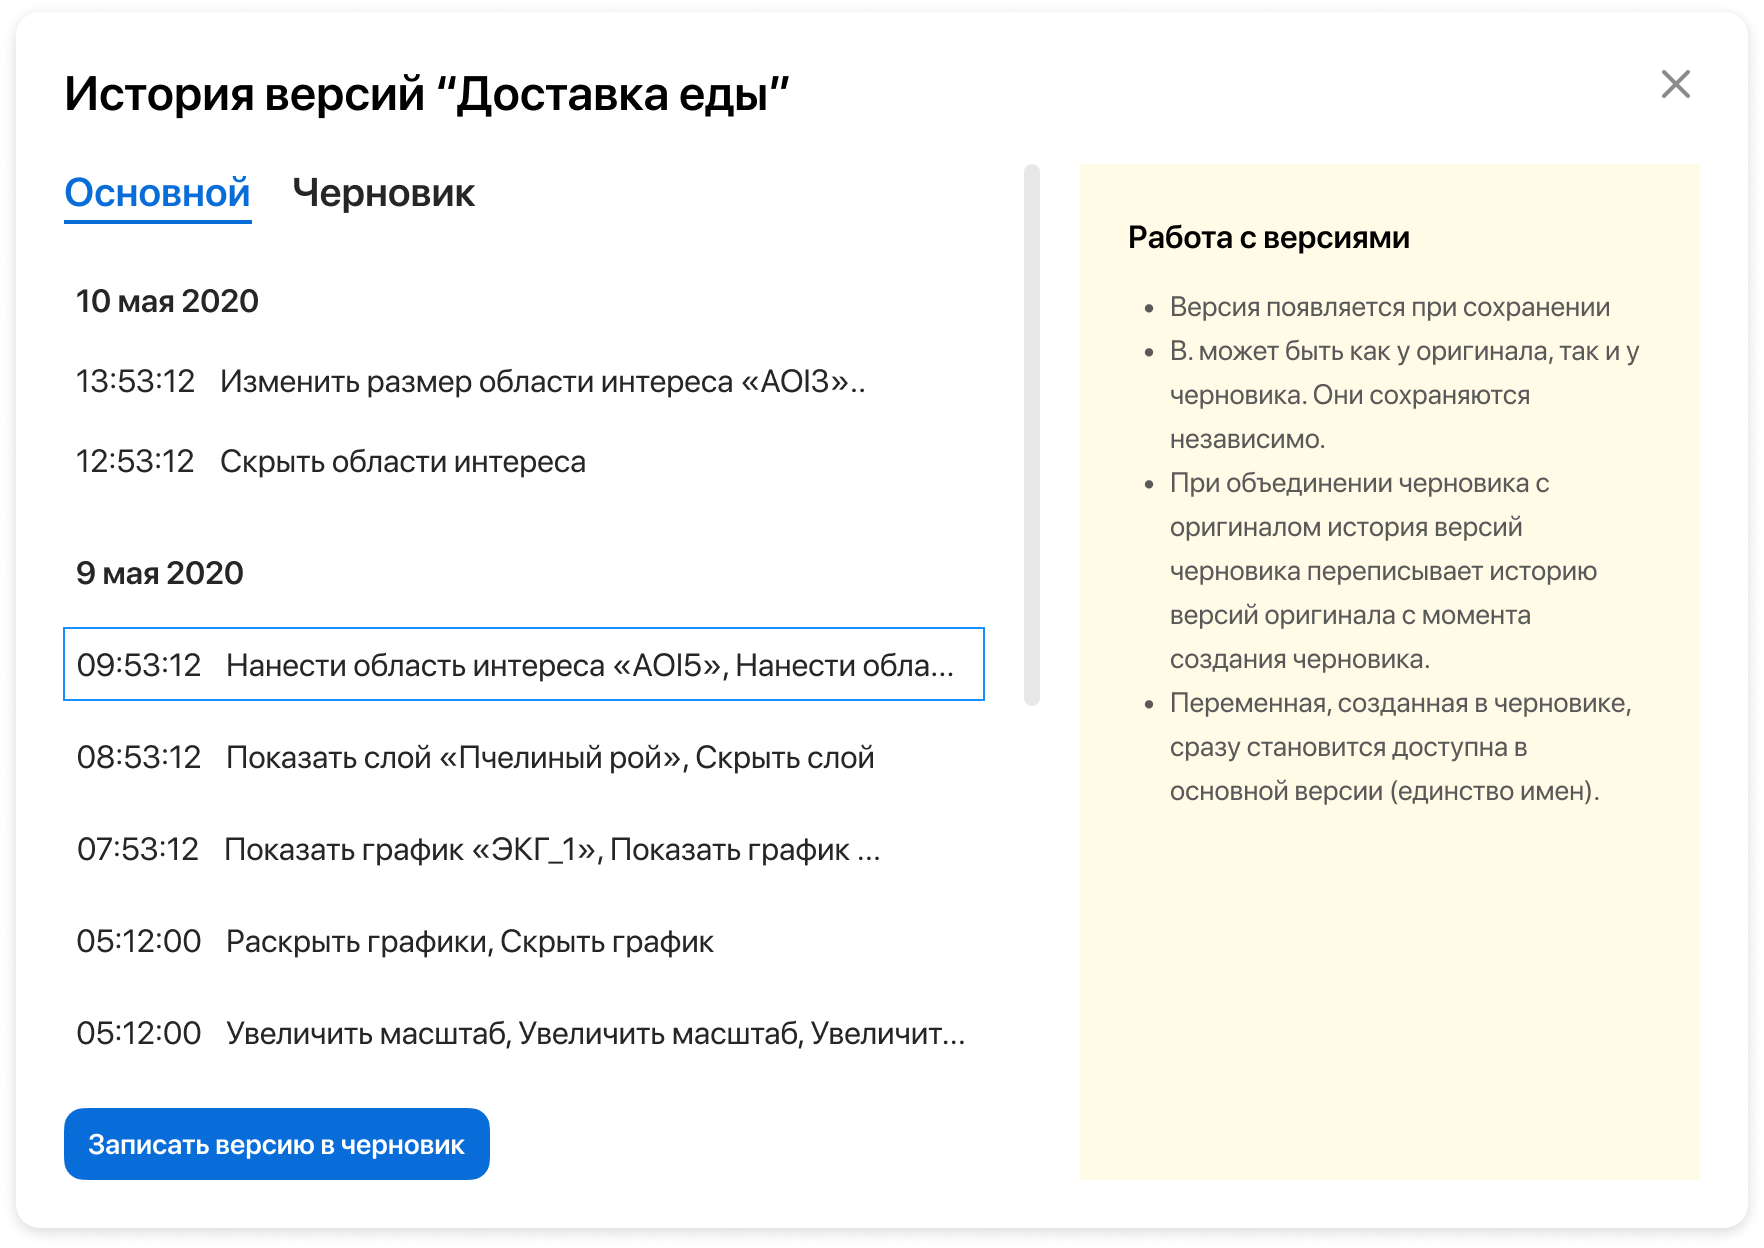 История версий “Доставка еды”
Основной Черновик
10 мая 2020
13:53:12 Изменить размер области интереса «AOI3»..
12:53:12 Скрыть области интереса
9 мая 2020
09:53:12 Нанести область интереса «AOI5», Нанести обла...
08:53:12 Показать слой «Пчелиный рой», Скрыть слой
07:53:12 Показать график «ЭКГ_1», Показать график ...
05:12:00 Раскрыть графики, Скрыть график
05:12:00 Увеличить масштаб, Увеличить масштаб, Увеличит...
Записать версию в черновик
Работа с версиями
• Версия появляется при сохранении
• В. может быть как у оригинала, так и у
черновика. Они сохраняются
независимо.
• При объединении черновика с
оригиналом история версий
черновика переписывает историю
версий оригинала с момента
создания черновика.
• Переменная, созданная в черновике,
сразу становится доступна в
основной версии (единство имен).